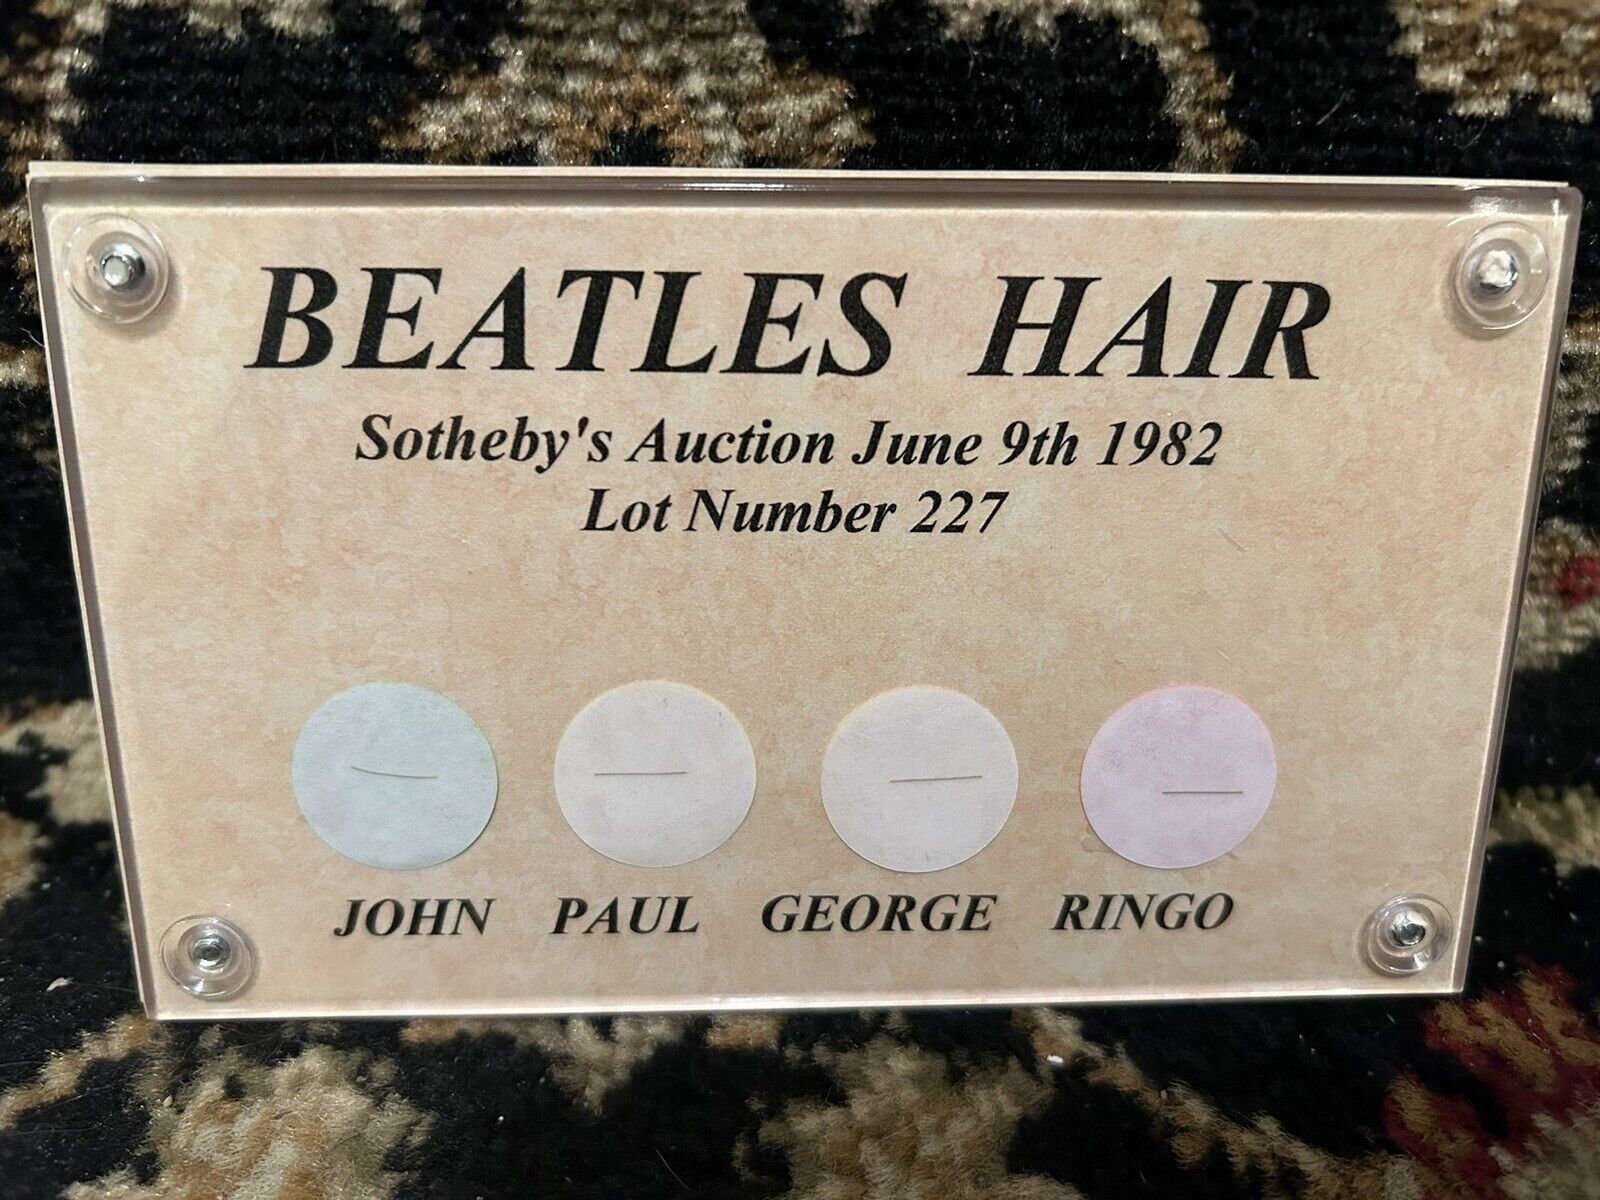 BEATLES HAIR
Sotheby's Auction June 9th 1982
Lot Number 227
JOHN PAUL GEORGE RINGO